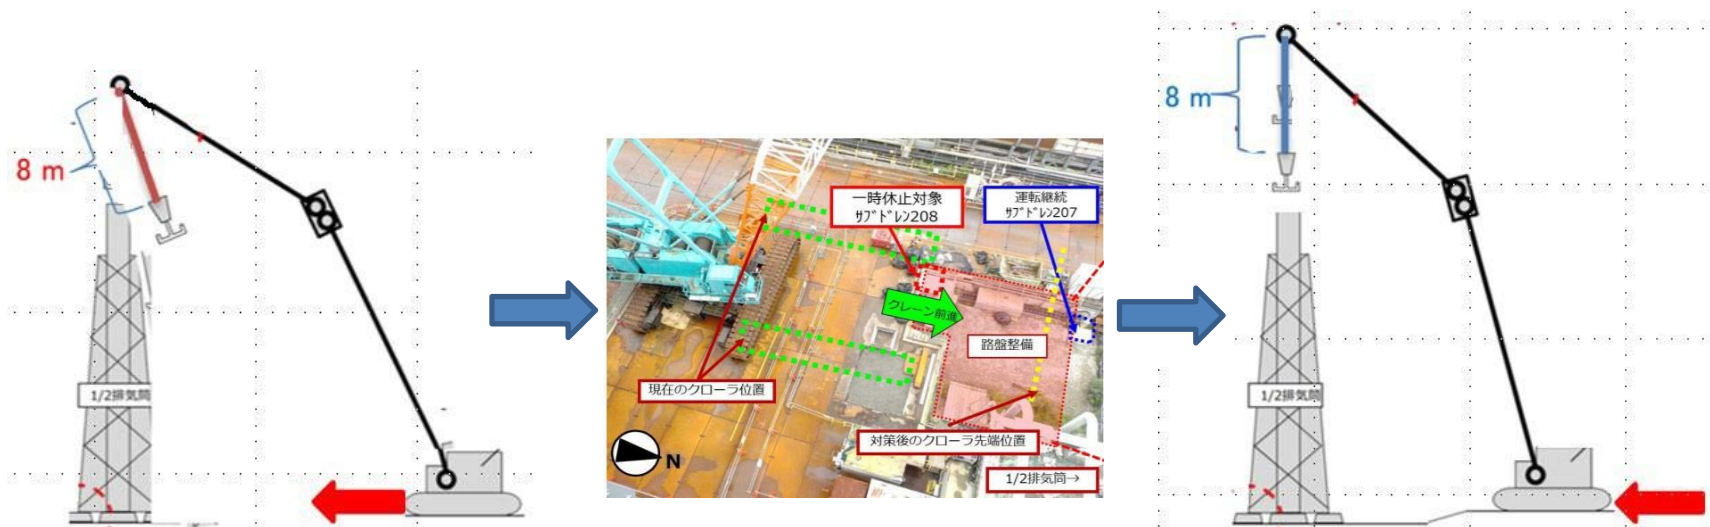 8 m
1/2排気筒
一時休止対象
ｻﾌﾞﾄﾞﾚﾝ208
運転継続
ｻﾌﾞﾄﾞﾚﾝ207
クレーン前進
路盤整備
現在のクローラ位置
対策後のクローラ先端位置
N
1/2排気筒→
8 m
1/2排気筒